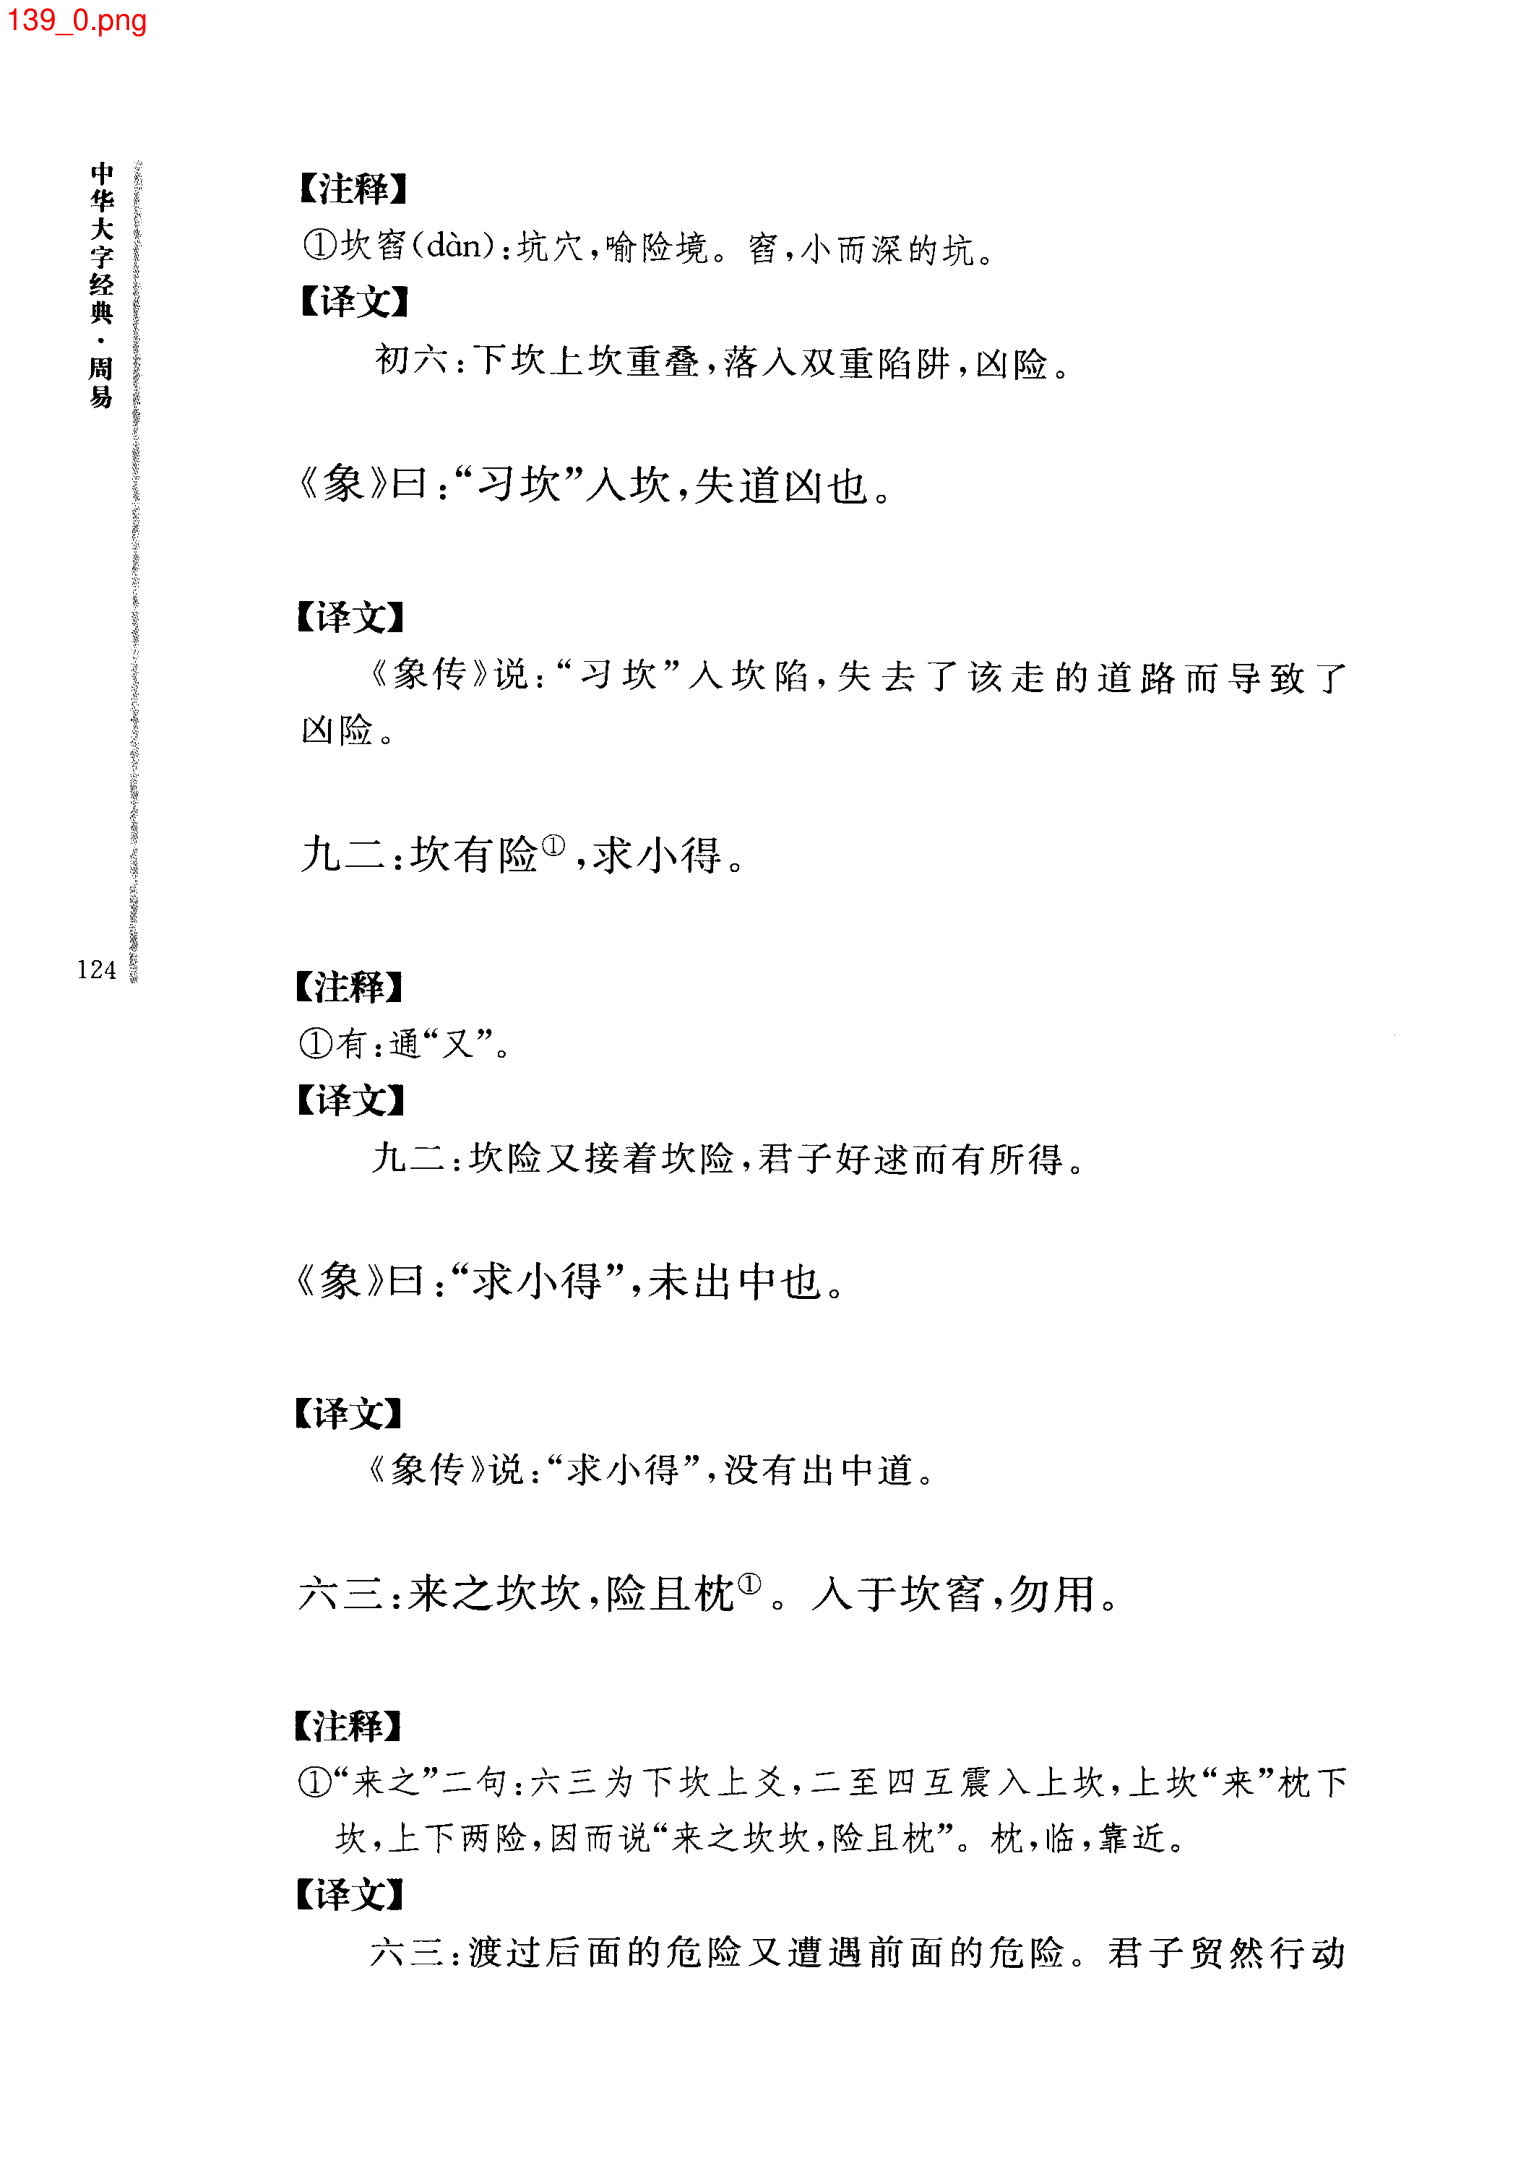 139_0.png
中华大字经典·周易
124
【注释】
①坎窞(dàn):坑穴,喻险境。窞,小而深的坑。
【译文】
初六:下坎上坎重叠,落入双重陷阱,凶险。
《象》曰:“习坎”入坎,失道凶也。
【译文】
《象传》说:“习坎”入坎陷,失去了该走的道路而导致了
凶险。
九二:坎有险①,求小得。
【注释】
①有:通“又”。
【译文】
九二:坎险又接着坎险,君子好逑而有所得。
《象》曰:“求小得”,未出中也。
【译文】
《象传》说:“求小得”,没有出中道。
六三:来之坎坎,险且枕①。入于坎窞,勿用。
【注释】
①“来之”二句:六三为下坎上爻,二至四互震入上坎,上坎“来”枕下
坎,上下两险,因而说“来之坎坎,险且枕”。枕,临,靠近。
【译文】
六三:渡过后面的危险又遭遇前面的危险。君子贸然行动